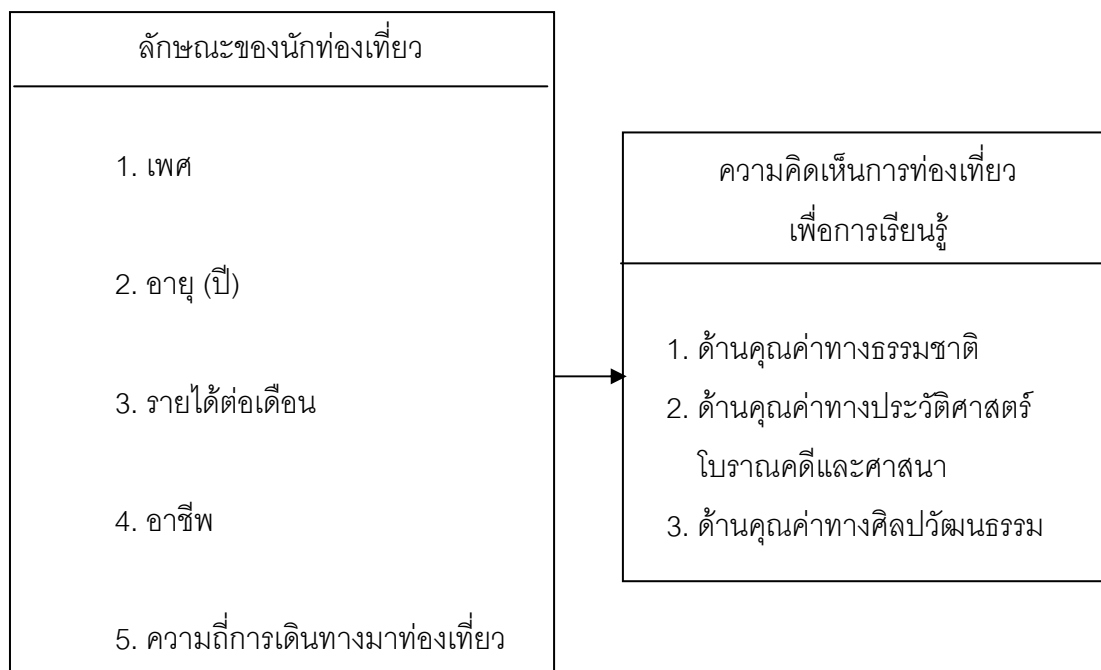 ลักษณะของนักท่องเที่ยว
1. เพศ
2. อายุ (ปี)
3. รายได้ต่อเดือน
4. อาชีพ
5. ความถี่การเดินทางมาท่องเที่ยว
ความคิดเห็นการท่องเที่ยว
เพื่อการเรียนรู้
1. ด้านคุณค่าทางธรรมชาติ
2. ด้านคุณค่าทางประวัติศาสตร์
โบราณคดีและศาสนา
3. ด้านคุณค่าทางศิลปวัฒนธรรม